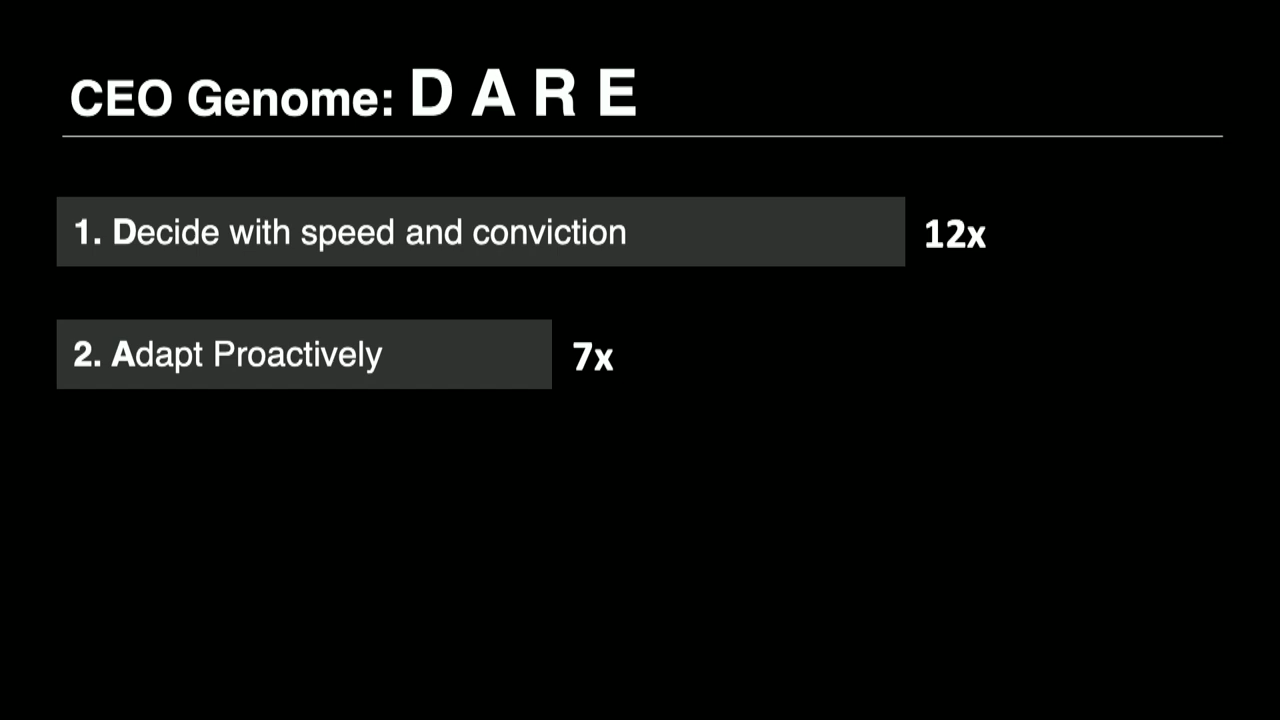 CEO Genome: D A R E
1. Decide with speed and conviction 12x
2. Adapt Proactively 7x